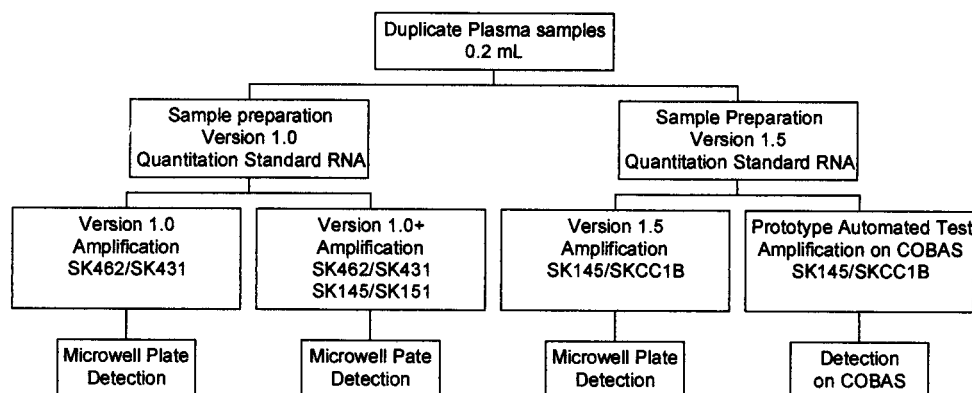 Duplicate Plasma samples
0.2 mL
Sample preparation
Version 1.0
Quantitation Standard RNA
Sample Preparation
Version 1.5
Quantitation Standard RNA
Version 1.0
Amplification
SK462/SK431
Version 1.0+
Amplification
SK462/SK431
SK145/SK151
Version 1.5
Amplification
SK145/SKCC1B
Prototype Automated Test
Amplification on COBAS
SK145/SKCC1B
Microwell Plate
Detection
Microwell Pate
Detection
Microwell Plate
Detection
Detection
on COBAS